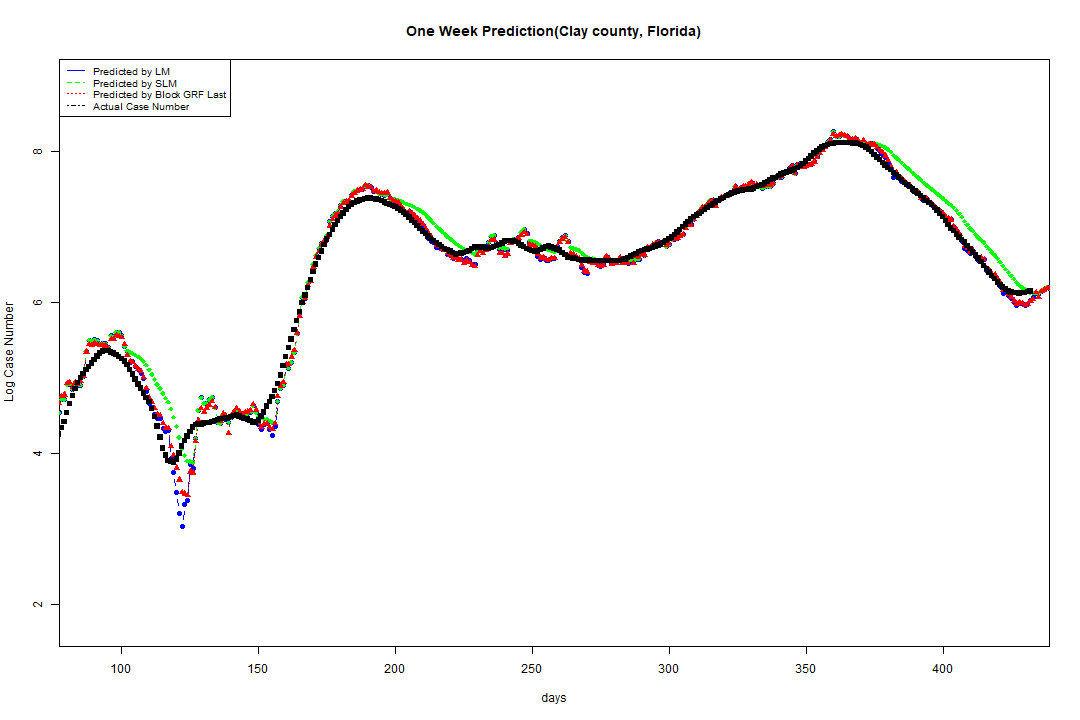 One Week Prediction(Clay county, Florida)
Predicted by LM
Predicted by SLM
Predicted by Block GRF Last
Actual Case Number
8
6
4
2
Log Case Number
100 150 200 250 300 350 400
days